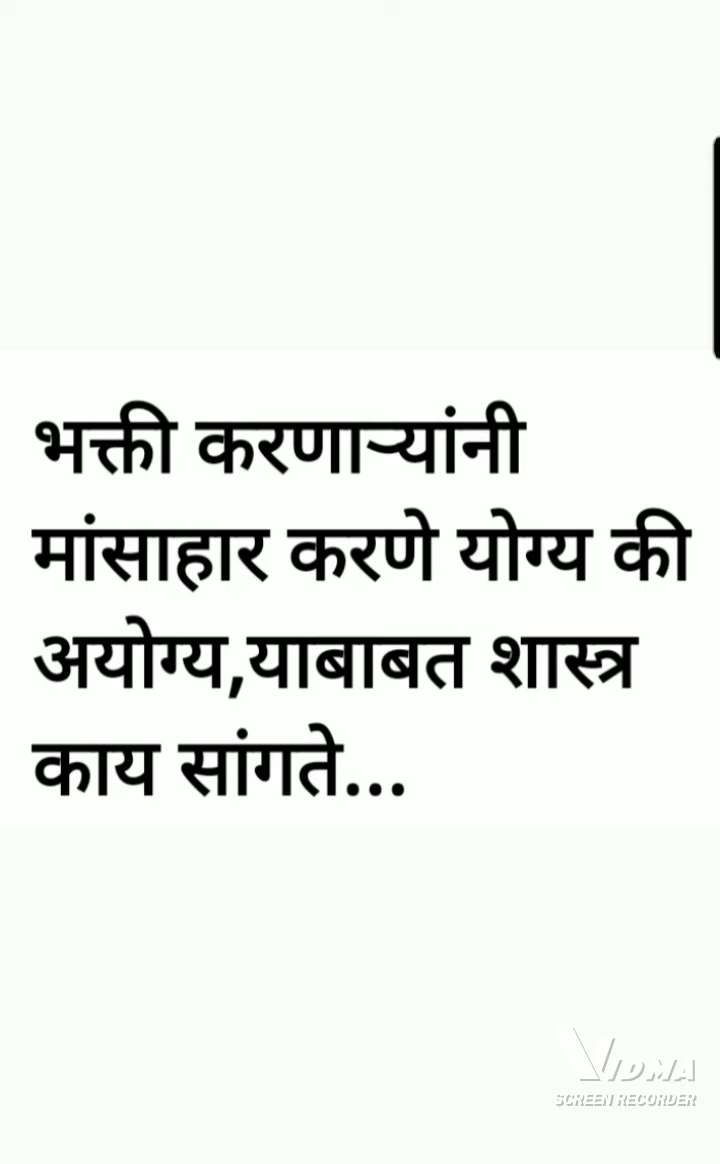 भक्ती करणाऱ्यांनी
मांसाहार करणे योग्य की
अयोग्य,याबाबत शास्त्र
काय सांगते...
VIDMA
SCREEN RECORDER